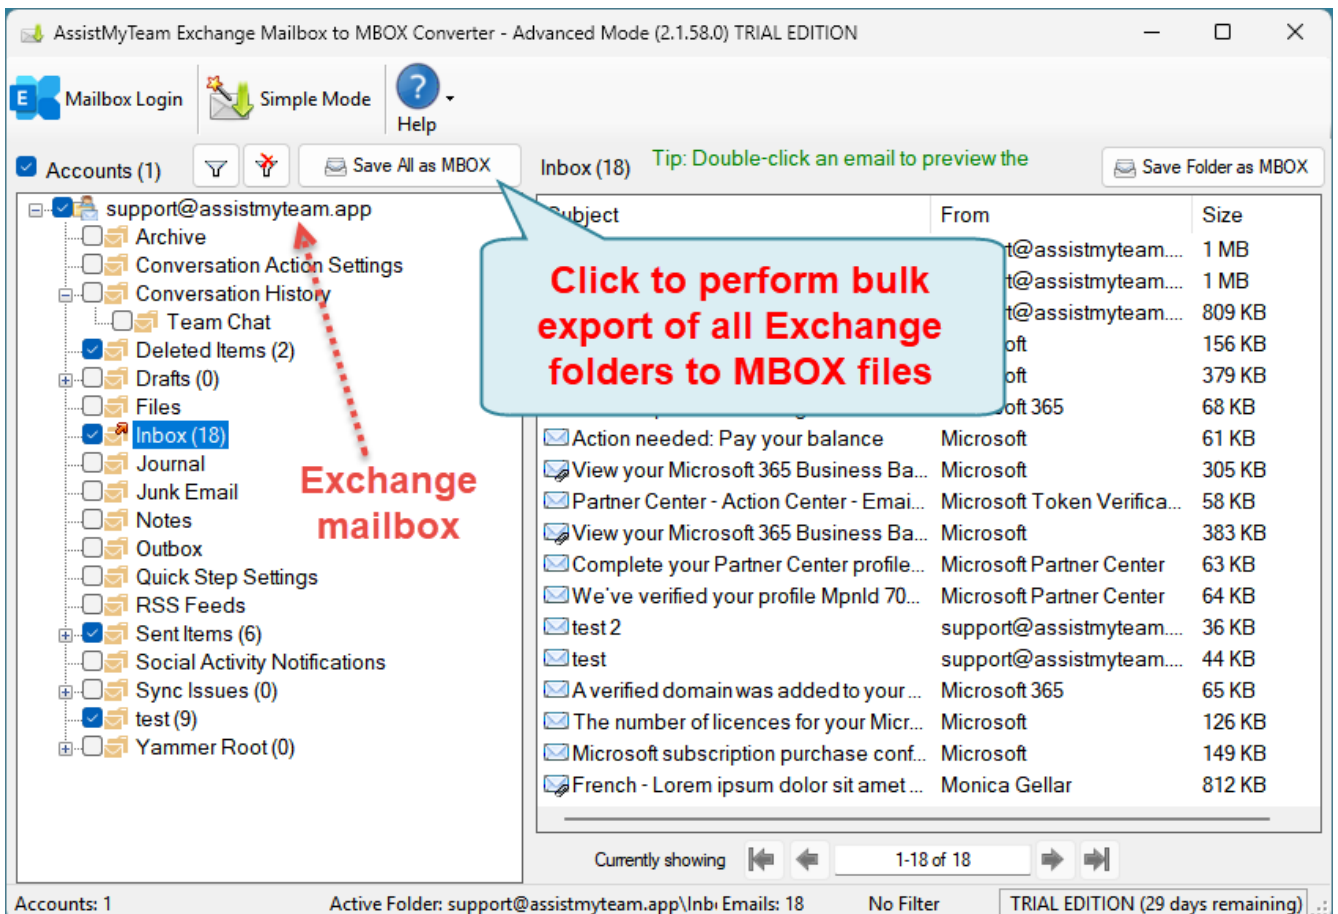 AssistMyTeam Exchange Mailbox to MBOX Converter - Advanced Mode (2.1.58.0) TRIAL EDITION
Mailbox Login
Simple Mode
Help
Accounts (1)
Save All as MBOX
support@assistmyteam.app
Archive
Conversation Action Settings
Conversation History
Team Chat
Deleted Items (2)
Drafts (0)
Files
Inbox (18)
Journal
Junk Email
Notes
Outbox
Quick Step Settings
RSS Feeds
Sent Items (6)
Social Activity Notifications
Sync Issues (0)
test (9)
Yammer Root (0)
Exchange
mailbox
Inbox (18) Tip: Double-click an email to preview the
Save Folder as MBOX
Click to perform bulk
export of all Exchange
folders to MBOX files
Subject From Size
1 MB
1 MB
809 KB
156 KB
379 KB
365 68 KB
Action needed: Pay your balance Microsoft 61 KB
View your Microsoft 365 Business Ba... Microsoft 305 KB
Partner Center - Action Center - Emai... Microsoft Token Verifica... 58 KB
View your Microsoft 365 Business Ba... Microsoft 383 KB
Complete your Partner Center profile... Microsoft Partner Center 63 KB
We've verified your profile MpnId 70... Microsoft Partner Center 64 KB
test 2 support@assistmyteam.... 36 KB
test support@assistmyteam.... 44 KB
A verified domain was added to your ... Microsoft 365 65 KB
The number of licences for your Micr... Microsoft 126 KB
Microsoft subscription purchase conf... Microsoft 149 KB
French - Lorem ipsum dolor sit amet ... Monica Gellar 812 KB
Currently showing 1-18 of 18
Accounts: 1 Active Folder: support@assistmyteam.app\Inb Emails: 18 No Filter TRIAL EDITION (29 days remaining)